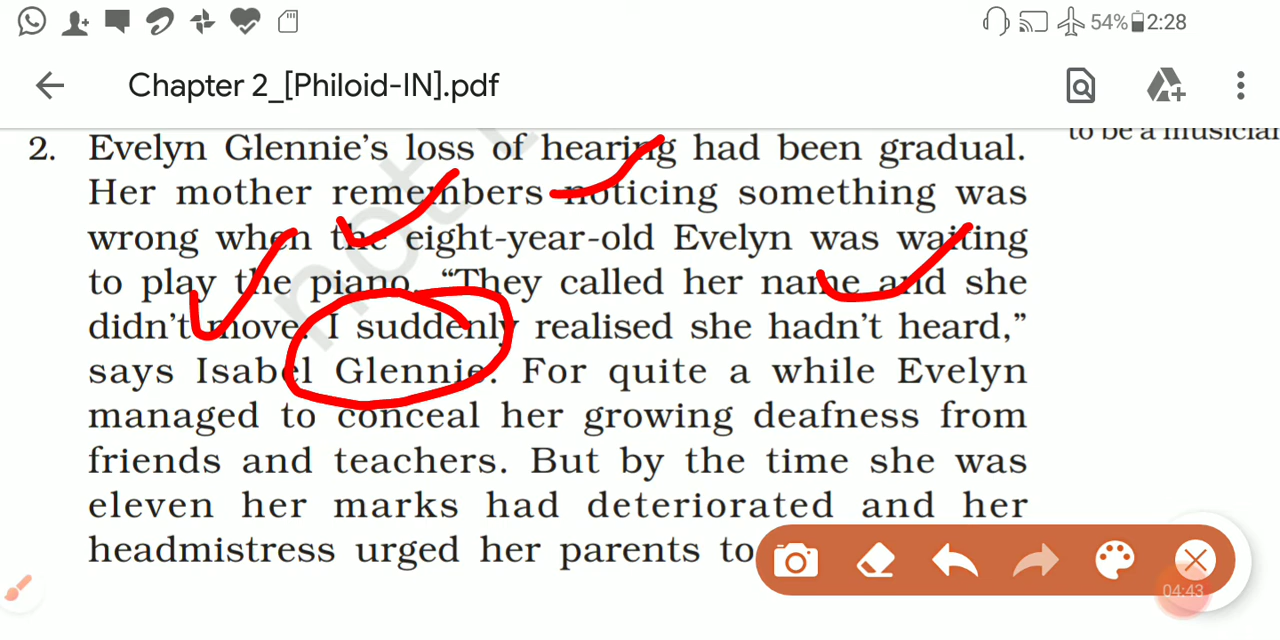 54% 2:28
Chapter 2_[Philoid-IN].pdf
to be a musician
2. Evelyn Glennie's loss of hearing had been gradual.
Her mother remembers noticing something was
wrong when the eight-year-old Evelyn was waiting
to play the piano. “They called her name and she
didn't move. I suddenly realised she hadn't heard,”
says Isabel Glennie. For quite a while Evelyn
managed to conceal her growing deafness from
friends and teachers. But by the time she was
eleven her marks had deteriorated and her
headmistress urged her parents to
04:43
not